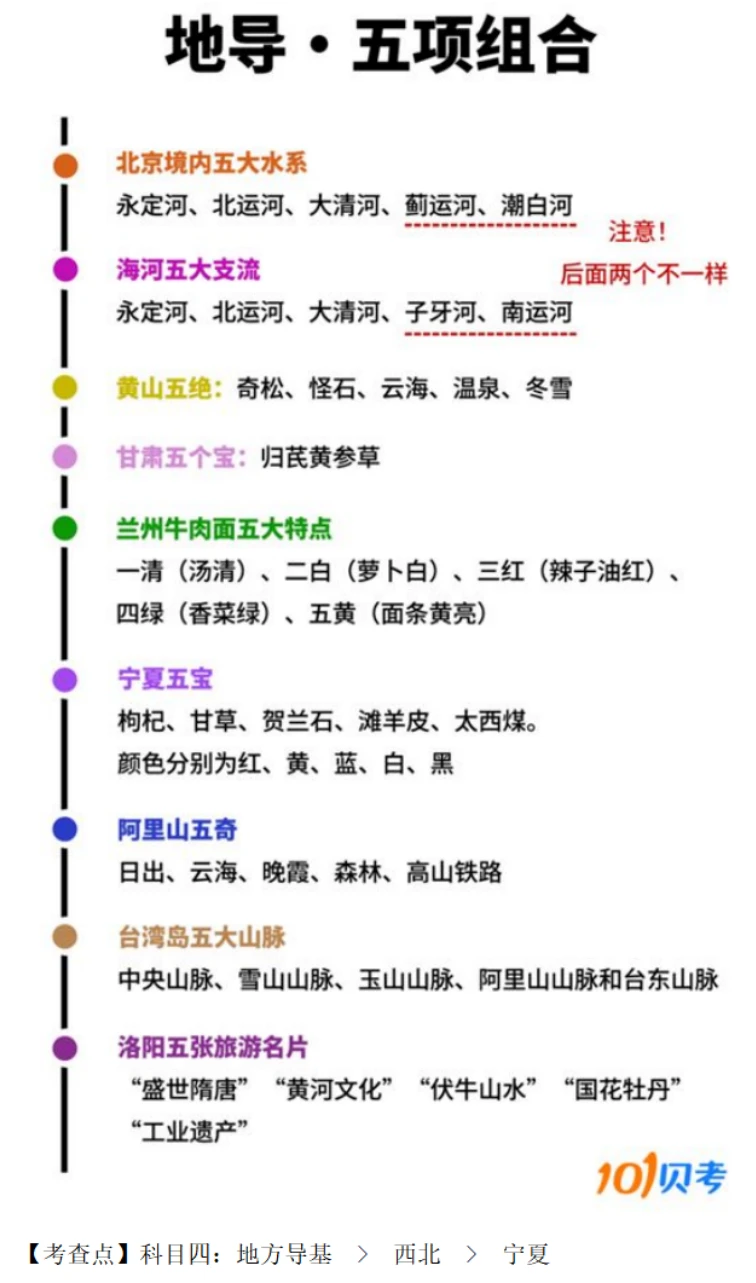 地导·五项组合
北京境内五大水系
永定河、北运河、大清河、蓟运河、潮白河
注意！
海河五大支流
后面两个不一样
永定河、北运河、大清河、子牙河、南运河
黄山五绝：奇松、怪石、云海、温泉、冬雪
甘肃五个宝：归芪黄参草
兰州牛肉面五大特点
一清（汤清）、二白（萝卜白）、三红（辣子油红）、
四绿（香菜绿）、五黄（面条黄亮）
宁夏五宝
枸杞、甘草、贺兰石、滩羊皮、太西煤。
颜色分别为红、黄、蓝、白、黑
阿里山五奇
日出、云海、晚霞、森林、高山铁路
台湾岛五大山脉
中央山脉、雪山山脉、玉山山脉、阿里山山脉和台东山脉
洛阳五张旅游名片
“盛世隋唐” “黄河文化” “伏牛山水” “国花牡丹”
“工业遗产”
101贝考
【考查点】科目四：地方导基 > 西北 > 宁夏